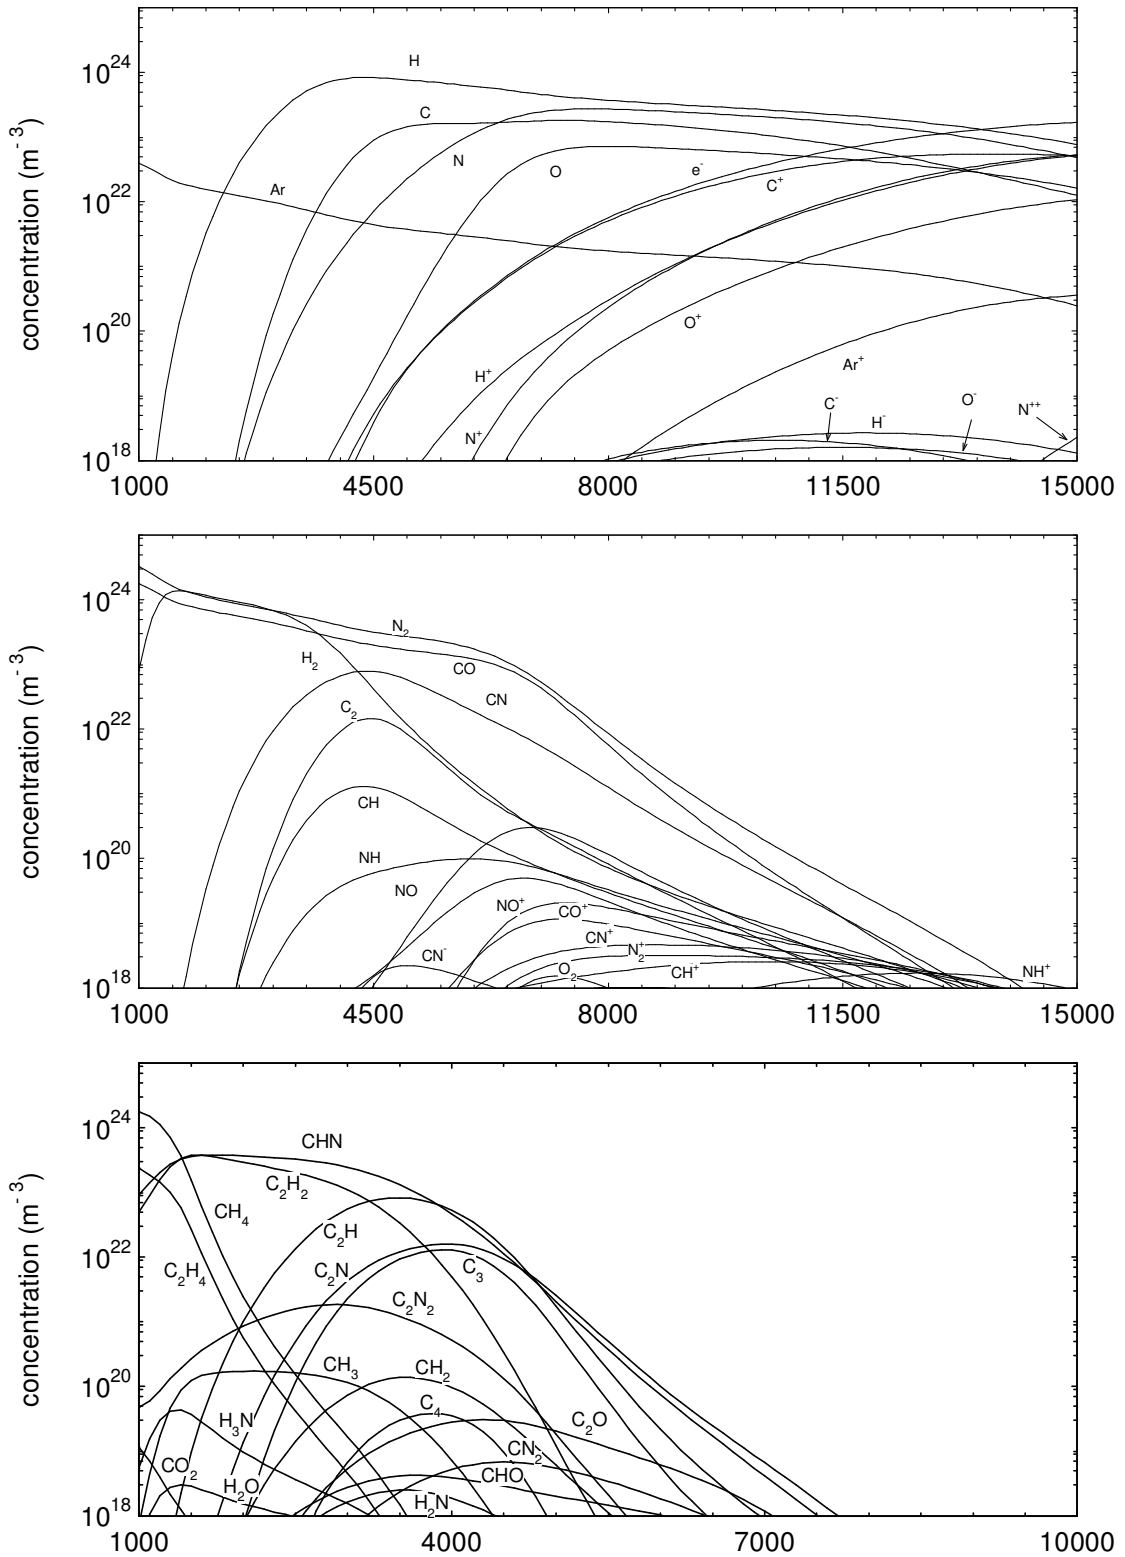 concentration (m⁻³)
10²⁴
10²²
10²⁰
10¹⁸
H
C
N
O
e⁻
C⁺
Ar
O⁺
H⁺
Ar⁺
N⁺
C⁻
H⁻
O⁻
N⁺⁺
1000 4500 8000 11500 15000
concentration (m⁻³)
10²⁴
10²²
10²⁰
10¹⁸
N₂
H₂
CO
CN
C₂
CH
NH
NO
NO⁺
CO⁺
CN⁻
CN⁺
N₂⁺
O₂
CH⁺
NH⁺
1000 4500 8000 11500 15000
concentration (m⁻³)
10²⁴
10²²
10²⁰
10¹⁸
CHN
C₂H₂
CH₄
C₂H
C₂H₄
C₂N
C₃
C₂N₂
CH₃
CH₂
C₄
H₃N
C₂O
CN₂
CO₂
CHO
H₂O
H₂N
1000 4000 7000 10000